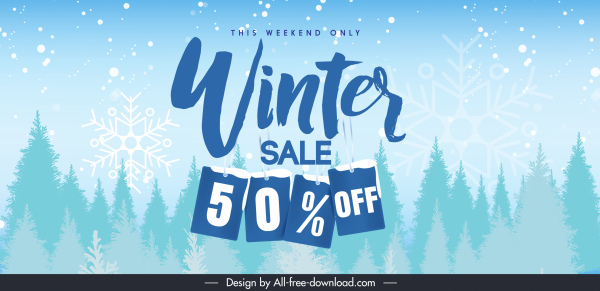 THIS WEEKEND ONLY
Winter
SALE
50% OFF
Design by All-free-download.com